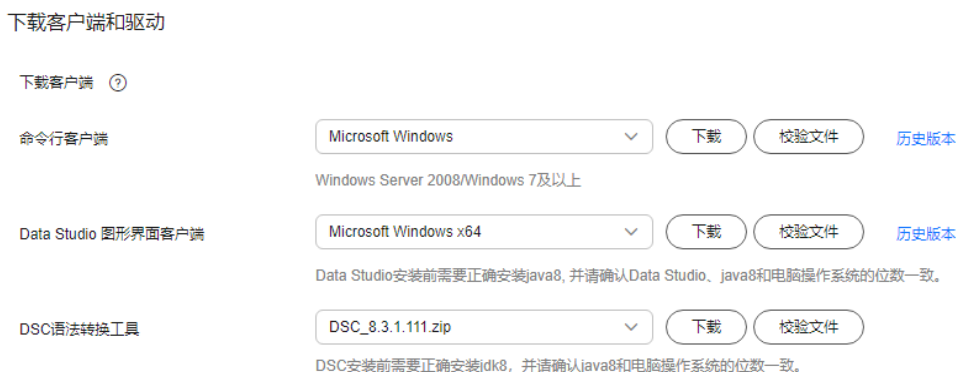 下载客户端和驱动
下载客户端 ?
命令行客户端 Microsoft Windows 下载 校验文件 历史版本
Windows Server 2008/Windows 7及以上
Data Studio 图形界面客户端 Microsoft Windows x64 下载 校验文件 历史版本
Data Studio安装前需要正确安装java8, 并请确认Data Studio、java8和电脑操作系统的位数一致。
DSC语法转换工具 DSC_8.3.1.111.zip 下载 校验文件
DSC安装前需要正确安装jdk8，并请确认java8和电脑操作系统的位数一致。